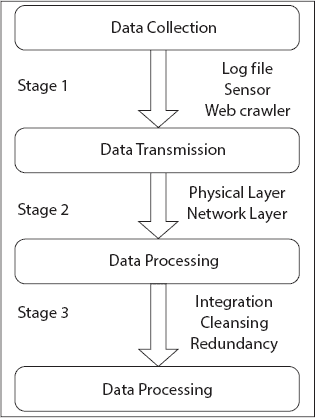 Data Collection
Stage 1
Log file
Sensor
Web crawler
Data Transmission
Stage 2
Physical Layer
Network Layer
Data Processing
Stage 3
Integration
Cleansing
Redundancy
Data Processing